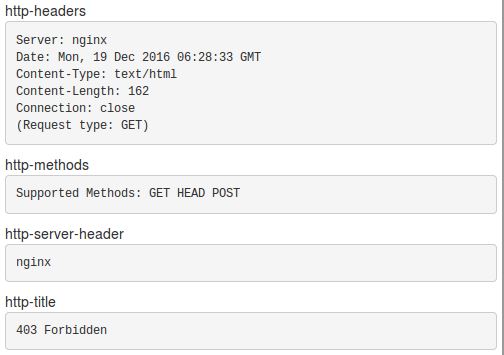 http-headers
Server: nginx
Date: Mon, 19 Dec 2016 06:28:33 GMT
Content-Type: text/html
Content-Length: 162
Connection: close
(Request type: GET)
http-methods
Supported Methods: GET HEAD POST
http-server-header
nginx
http-title
403 Forbidden